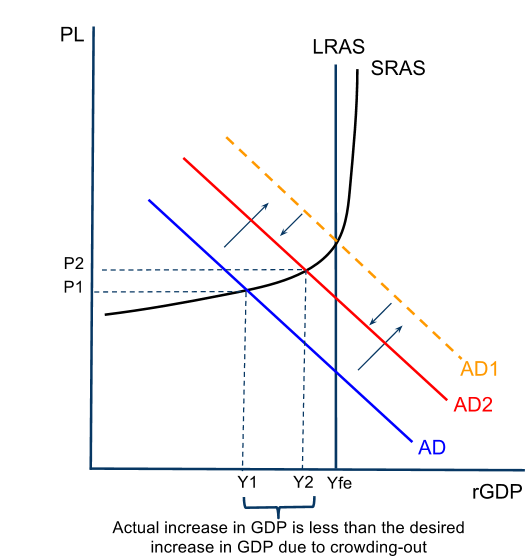 PL
LRAS
SRAS
P2
P1
AD1
AD2
AD
Y1 Y2 Yfe
rGDP
Actual increase in GDP is less than the desired
increase in GDP due to crowding-out